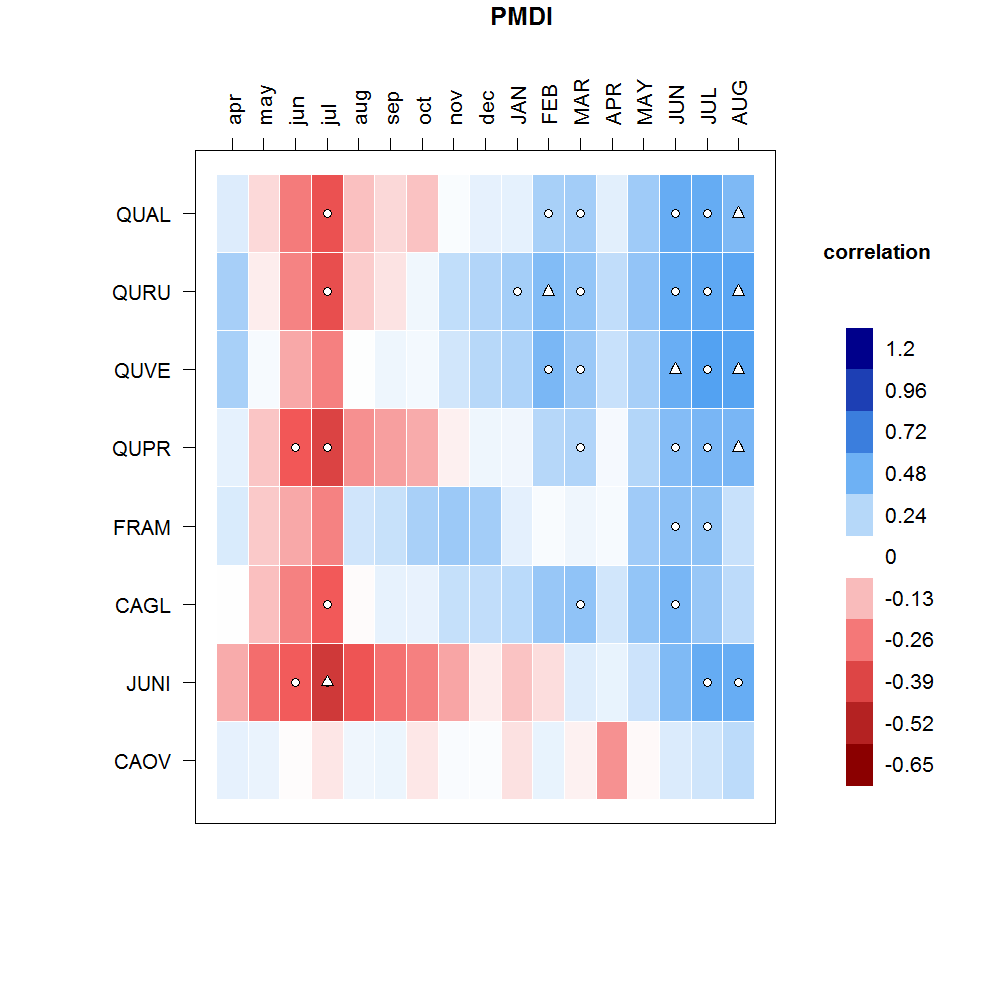 PMDI
apr may jun jul aug sep oct nov dec JAN FEB MAR APR MAY JUN JUL AUG
QUAL
QURU
QUVE
QUPR
FRAM
CAGL
JUNI
CAOV
correlation
1.2
0.96
0.72
0.48
0.24
0
-0.13
-0.26
-0.39
-0.52
-0.65